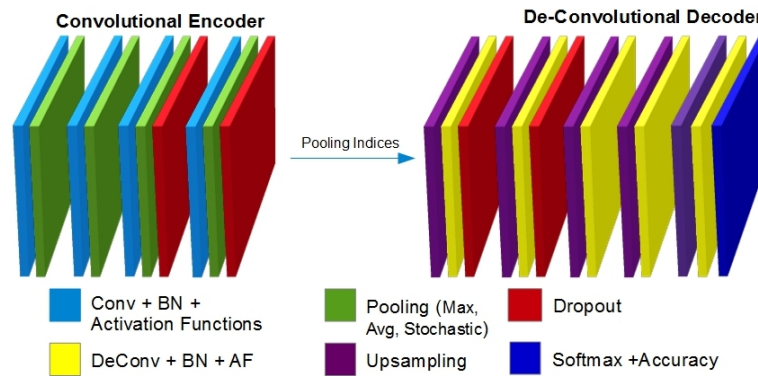 Convolutional Encoder
De-Convolutional Decoder
Pooling Indices
Conv + BN +
Activation Functions
Pooling (Max,
Avg, Stochastic)
Dropout
DeConv + BN + AF
Upsampling
Softmax +Accuracy